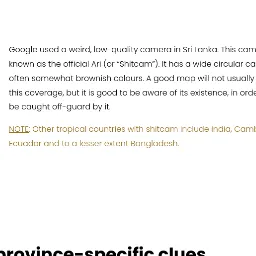 Google used a weird, low-quality camera in Sri Lanka. This cam
known as the official Ari (or “Shitcam”). It has a wide circular ca
often somewhat brownish colours. A good map will not usually
this coverage, but it is good to be aware of its existence, in orde
be caught off-guard by it.
NOTE: Other tropical countries with shitcam include India, Camb
Ecuador and to a lesser extent Bangladesh.
province-specific clues